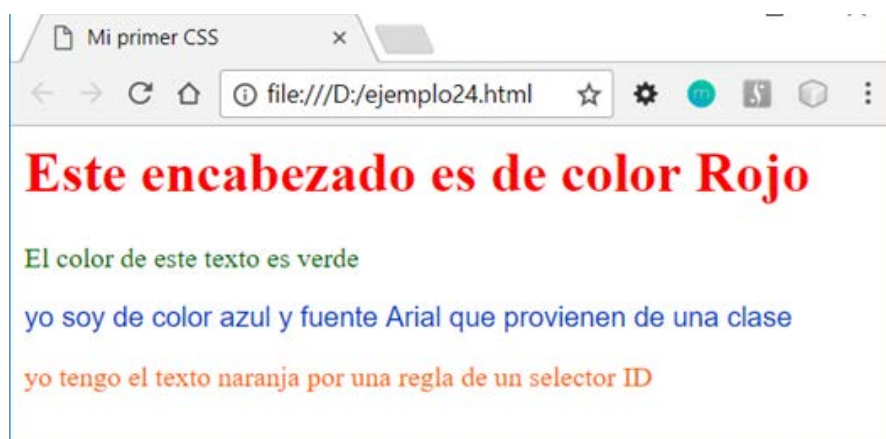 Mi primer CSS
file:///D:/ejemplo24.html
Este encabezado es de color Rojo
El color de este texto es verde
yo soy de color azul y fuente Arial que provienen de una clase
yo tengo el texto naranja por una regla de un selector ID